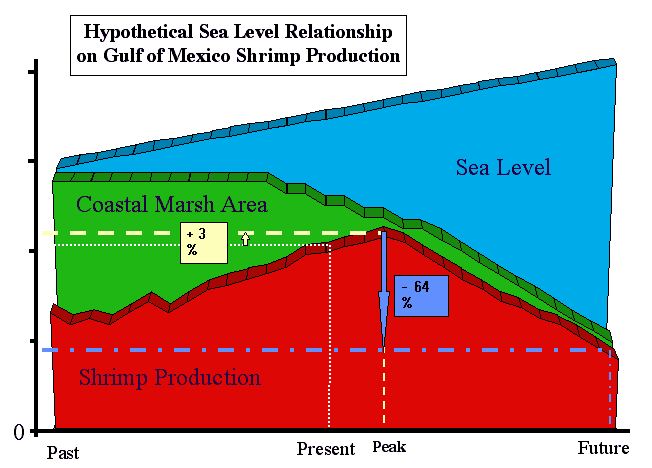 Hypothetical Sea Level Relationship
on Gulf of Mexico Shrimp Production
Sea Level
Coastal Marsh Area
+ 3
%
- 64
%
Shrimp Production
0
Past
Present
Peak
Future